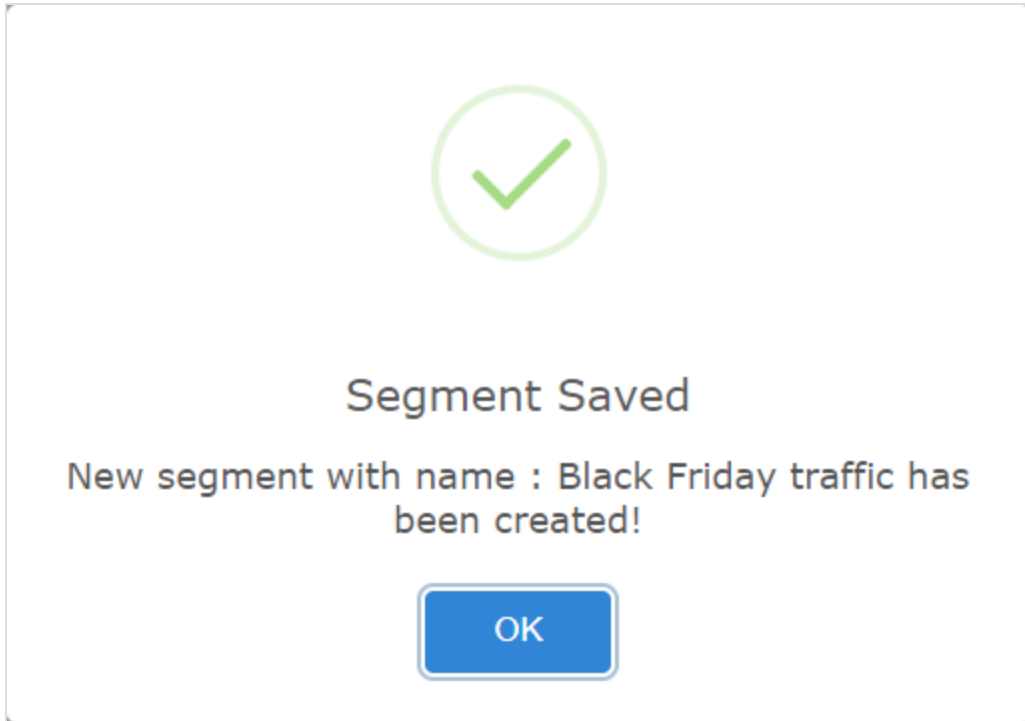 Segment Saved
New segment with name : Black Friday traffic has
been created!
OK